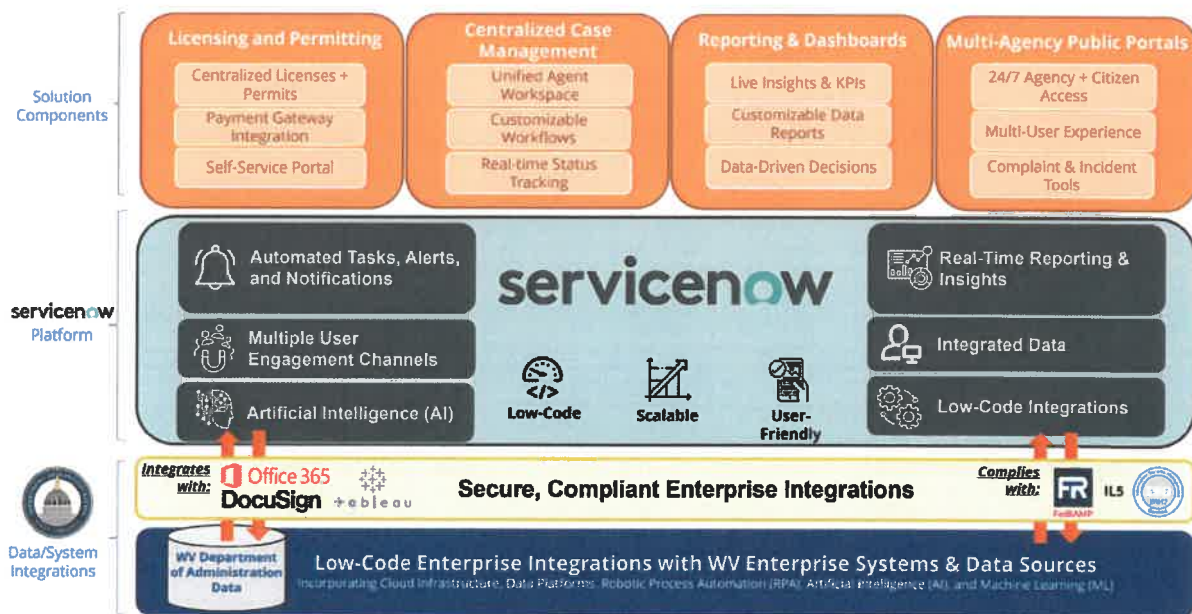 Solution
Components
Licensing and Permitting
Centralized Licenses +
Permits
Payment Gateway
Integration
Self-Service Portal
Centralized Case
Management
Unified Agent
Workspace
Customizable
Workflows
Real-time Status
Tracking
Reporting & Dashboards
Live Insights & KPIs
Customizable Data
Reports
Data-Driven Decisions
Multi-Agency Public Portals
24/7 Agency + Citizen
Access
Multi-User Experience
Complaint & Incident
Tools
servicenow
Platform
Automated Tasks, Alerts,
and Notifications
Multiple User
Engagement Channels
Artificial Intelligence (AI)
servicenow
</>
Low-Code
Scalable
User-
Friendly
Real-Time Reporting &
Insights
Integrated Data
Low-Code Integrations
Data/System
Integrations
Integrates
with:
Office 365
DocuSign
+ableau
Secure, Compliant Enterprise Integrations
Complies
with:
FR
FedRAMP
IL5
WV Department
of Administration
Data
Low-Code Enterprise Integrations with WV Enterprise Systems & Data Sources
Incorporating Cloud Infrastructure, Data Platforms, Robotic Process Automation (RPA), Artificial Intelligence (AI), and Machine Learning (ML)